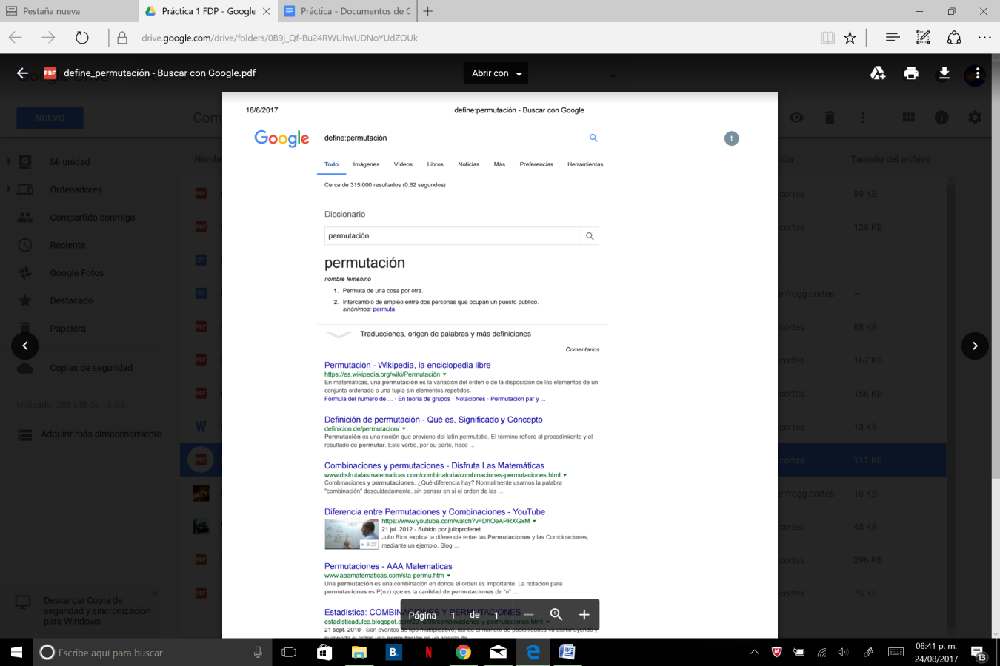 Pestaña nueva
Práctica 1 FDP - Google
Práctica - Documentos de G
drive.google.com/drive/folders/0B9j_Qf-Bu24RWUhwUDNoYUdZOUk
PDF define_permutación - Buscar con Google.pdf
Abrir con
NUEVO
Mi unidad
Ordenadores
Compartido conmigo
Reciente
Google Fotos
Destacado
Papelera
Copias de seguridad
Utilizado: 285 MB de 15 GB
Adquirir más almacenamiento
Descargar Copia de
seguridad y sincronización
para Windows
18/8/2017 define:permutación - Buscar con Google
Google define:permutación t
Todo Imágenes Vídeos Libros Noticias Más Preferencias Herramientas
Cerca de 315,000 resultados (0.62 segundos)
Diccionario
permutación
permutación
nombre femenino
1. Permuta de una cosa por otra.
2. Intercambio de empleo entre dos personas que ocupan un puesto público.
sinónimos: permuta
Traducciones, origen de palabras y más definiciones
Comentarios
Permutación - Wikipedia, la enciclopedia libre
https://es.wikipedia.org/wiki/Permutación
En matemáticas, una permutación es la variación del orden o de la disposición de los elementos de un
conjunto ordenado o una tupla sin elementos repetidos.
Fórmula del número de ... · En teoría de grupos · Notaciones · Permutación par y ...
Definición de permutación - Qué es, Significado y Concepto
definicion.de/permutacion/
Permutación es una noción que proviene del latín permutatio. El término refiere al procedimiento y el
resultado de permutar. Este verbo, por su parte, hace ...
Combinaciones y permutaciones - Disfruta Las Matemáticas
www.disfrutalasmatematicas.com/combinatoria/combinaciones-permutaciones.html
Combinaciones y permutaciones. ¿Qué diferencia hay? Normalmente usamos la palabra
"combinación" descuidadamente, sin pensar en si el orden de las ...
Diferencia entre Permutaciones y Combinaciones - YouTube
https://www.youtube.com/watch?v=DhOeAPRXGxM
21 jul. 2012 - Subido por julioprofenet
Julio Rios explica la diferencia entre las Permutaciones y las Combinaciones,
mediante un ejemplo. Blog ...
9:27
Permutaciones - AAA Matematicas
www.aaamatematicas.com/sta-permu.htm
Una permutación es una combinación en donde el orden es importante. La notación para
permutaciones es P(n,r) que es la cantidad de permutaciones de "n" ...
Estadística: COMBINACIONES Y PERMUTACIONES
estadisticadulce.blogspot.com/2010/09/combinaciones-y-permutaciones.html
21 sept. 2010 - Son eventos de tipo multiplicativo, donde el número de posibilidades va disminuyendo y
si importa el orden una permutación es un arreglo de
Página 1 de 1
Tamaño del archivo
cortes 89 KB
cortes 128 KB
—
e frogg cortes —
cortes 88 KB
cortes 167 KB
cortes 156 KB
cortes 13 KB
cortes 111 KB
e frogg cortes 10 KB
cortes 45 KB
cortes 296 KB
cortes 75 KB
Escribe aquí para buscar
B.
N
08:41 p. m.
24/08/2017
13